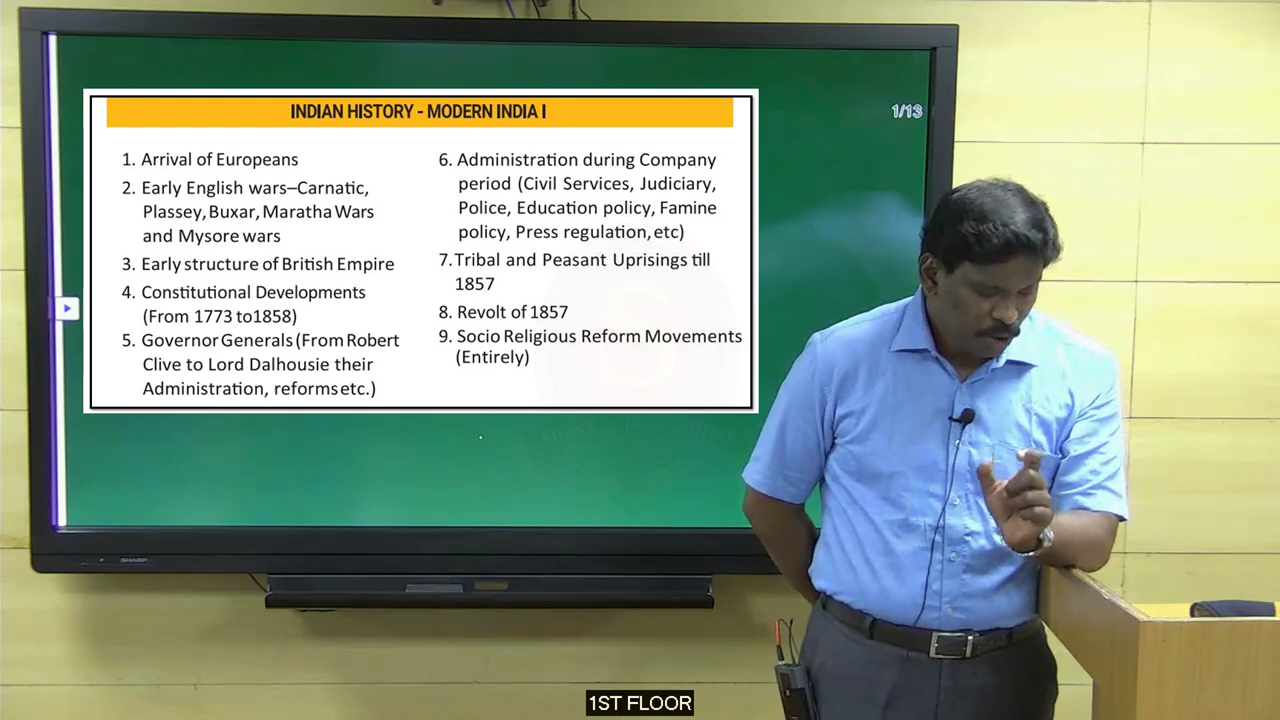 INDIAN HISTORY - MODERN INDIA I
1/13
1. Arrival of Europeans
2. Early English wars–Carnatic,
Plassey, Buxar, Maratha Wars
and Mysore wars
3. Early structure of British Empire
4. Constitutional Developments
(From 1773 to1858)
5. Governor Generals (From Robert
Clive to Lord Dalhousie their
Administration, reforms etc.)
6. Administration during Company
period (Civil Services, Judiciary,
Police, Education policy, Famine
policy, Press regulation, etc)
7. Tribal and Peasant Uprisings till
1857
8. Revolt of 1857
9. Socio Religious Reform Movements
(Entirely)
SHARP
1ST FLOOR